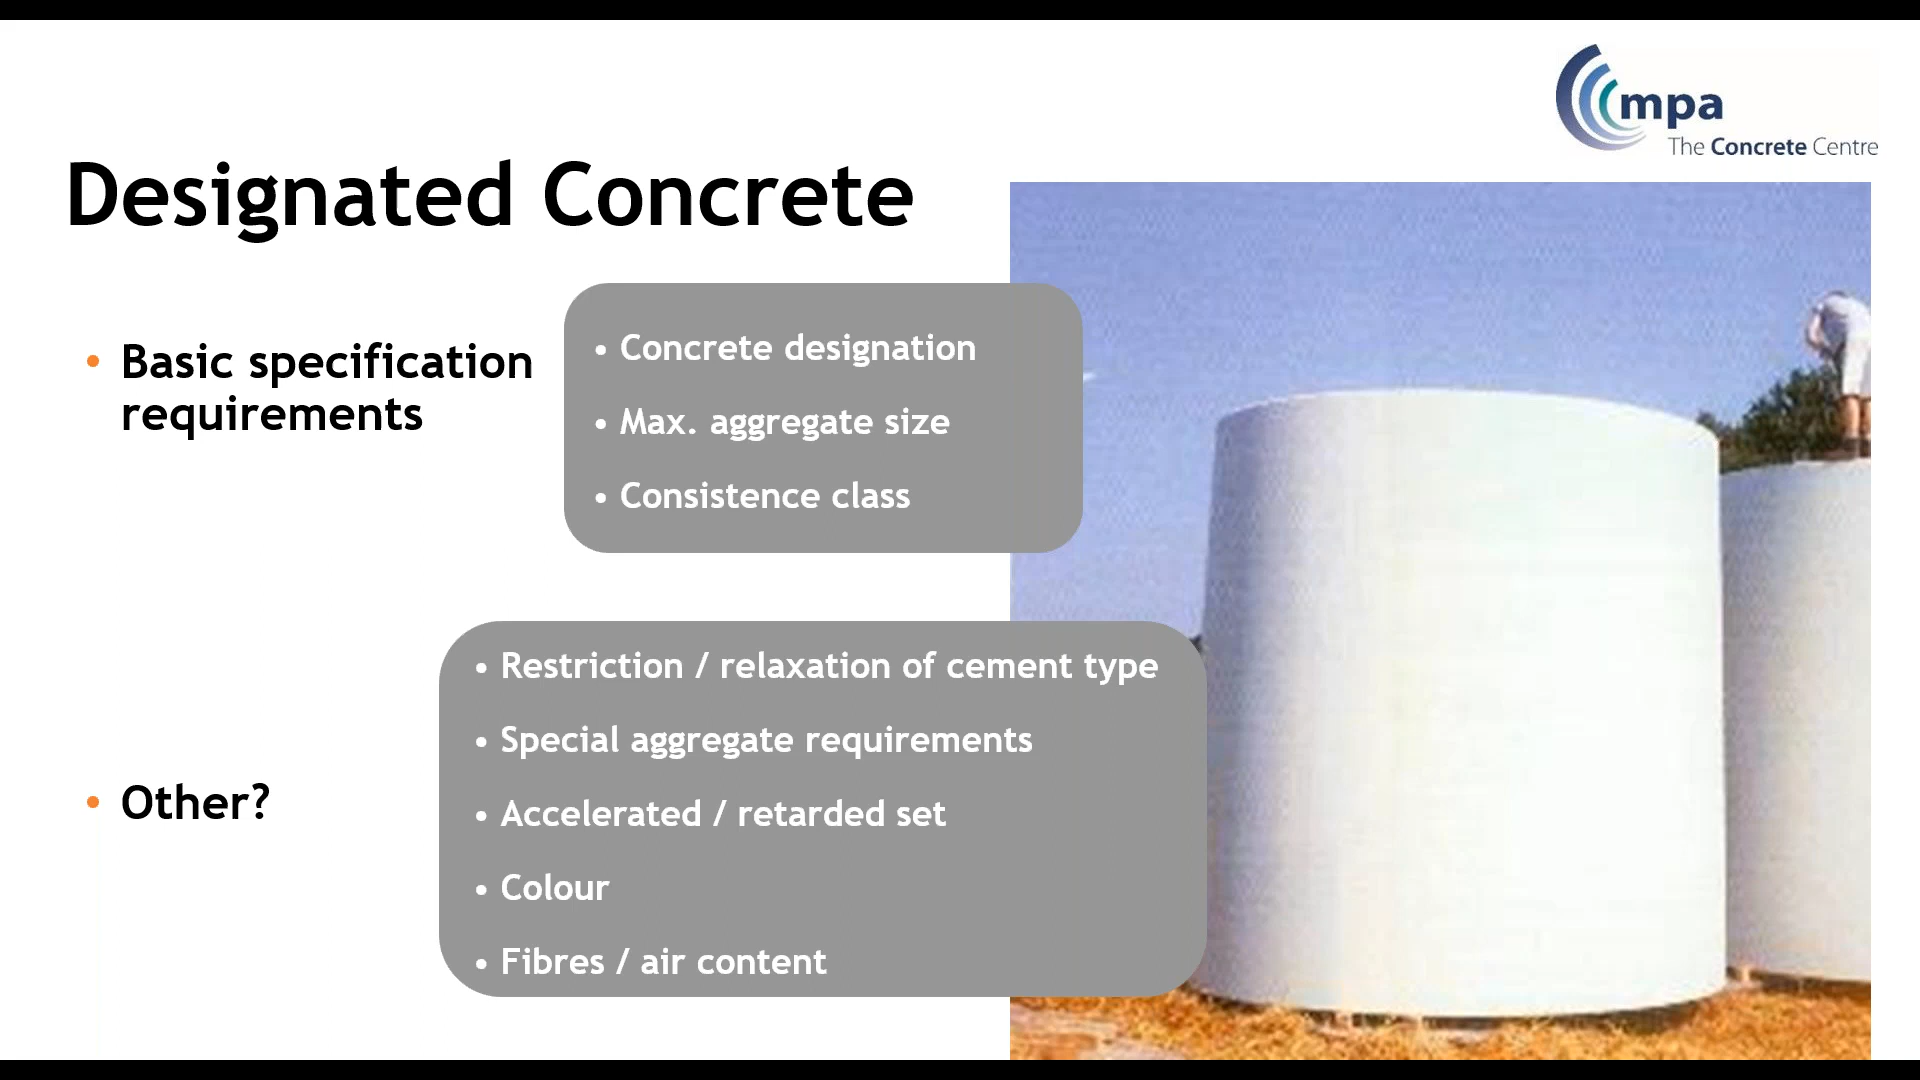 mpa
The Concrete Centre
Designated Concrete
• Basic specification
requirements
• Concrete designation
• Max. aggregate size
• Consistence class
• Other?
• Restriction / relaxation of cement type
• Special aggregate requirements
• Accelerated / retarded set
• Colour
• Fibres / air content